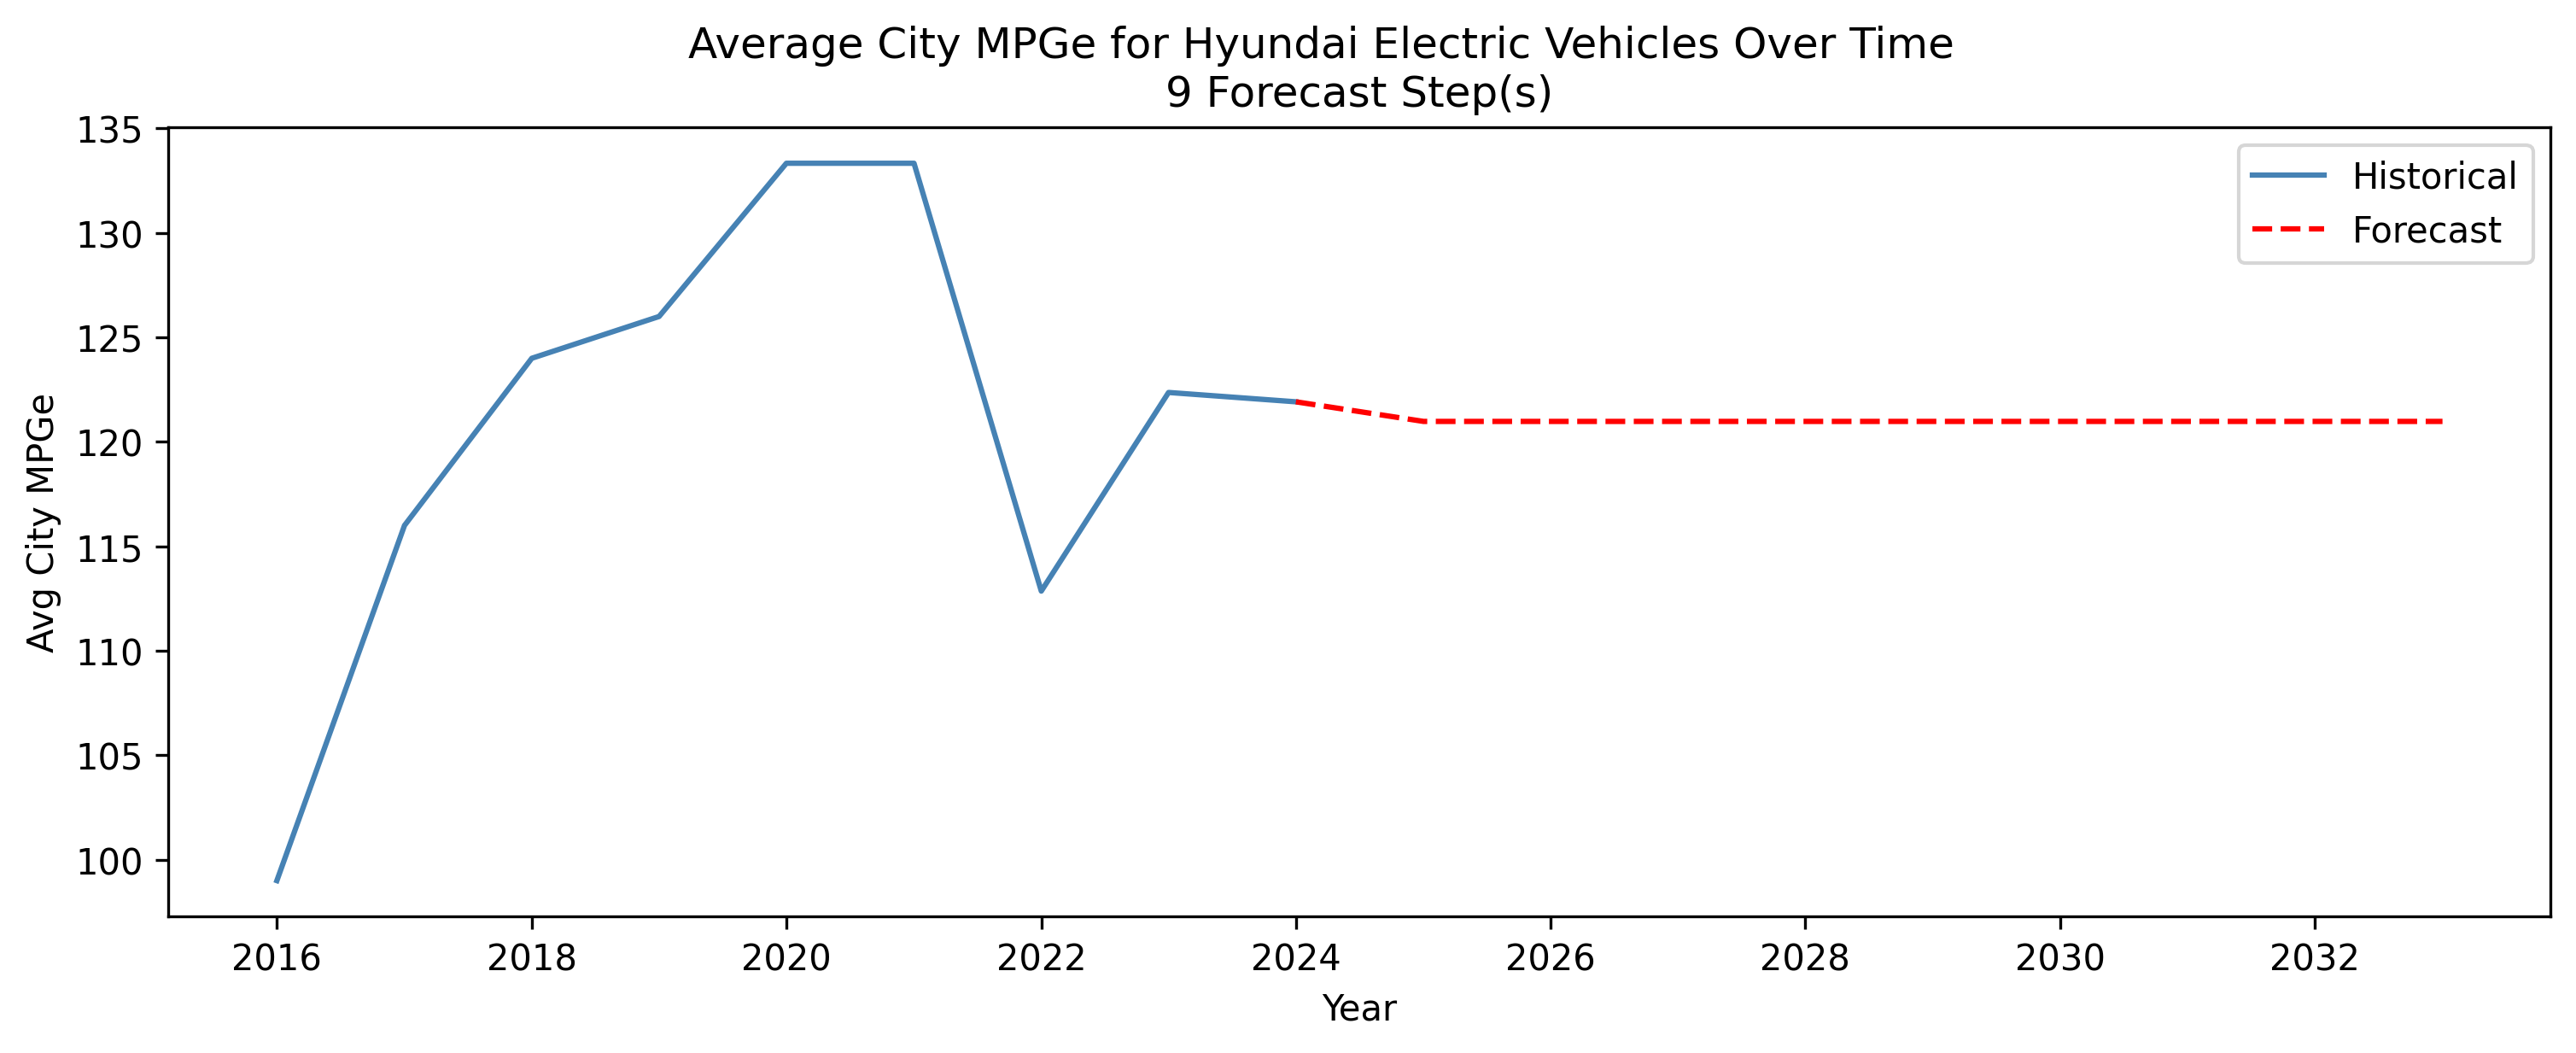 Average City MPGe for Hyundai Electric Vehicles Over Time
9 Forecast Step(s)
135
130
125
120
115
110
105
100
Avg City MPGe
Historical
Forecast
2016
2018
2020
2022
2024
2026
2028
2030
2032
Year